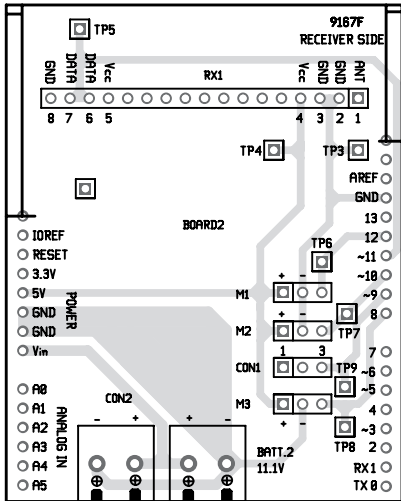 9167F
RECEIVER SIDE
TP5
GND DATA DATA Vcc RX1 Vcc GND GND ANT
8 7 6 5 4 3 2 1
TP4 TP3
AREF
GND
13
BOARD2
12
IOREF
TP6
~11
RESET
~10
3.3V
5V
M1 + -
~9
POWER
GND
8
GND
M2 + -
TP7
Vin
1 3
7
CON1
TP9
~6
A0
~5
ANALOG IN
CON2
M3
4
A1
+ -
~3
A2
- + + -
TP8
2
A3
BATT.2
11.1V
RX1
A4
TX0
A5